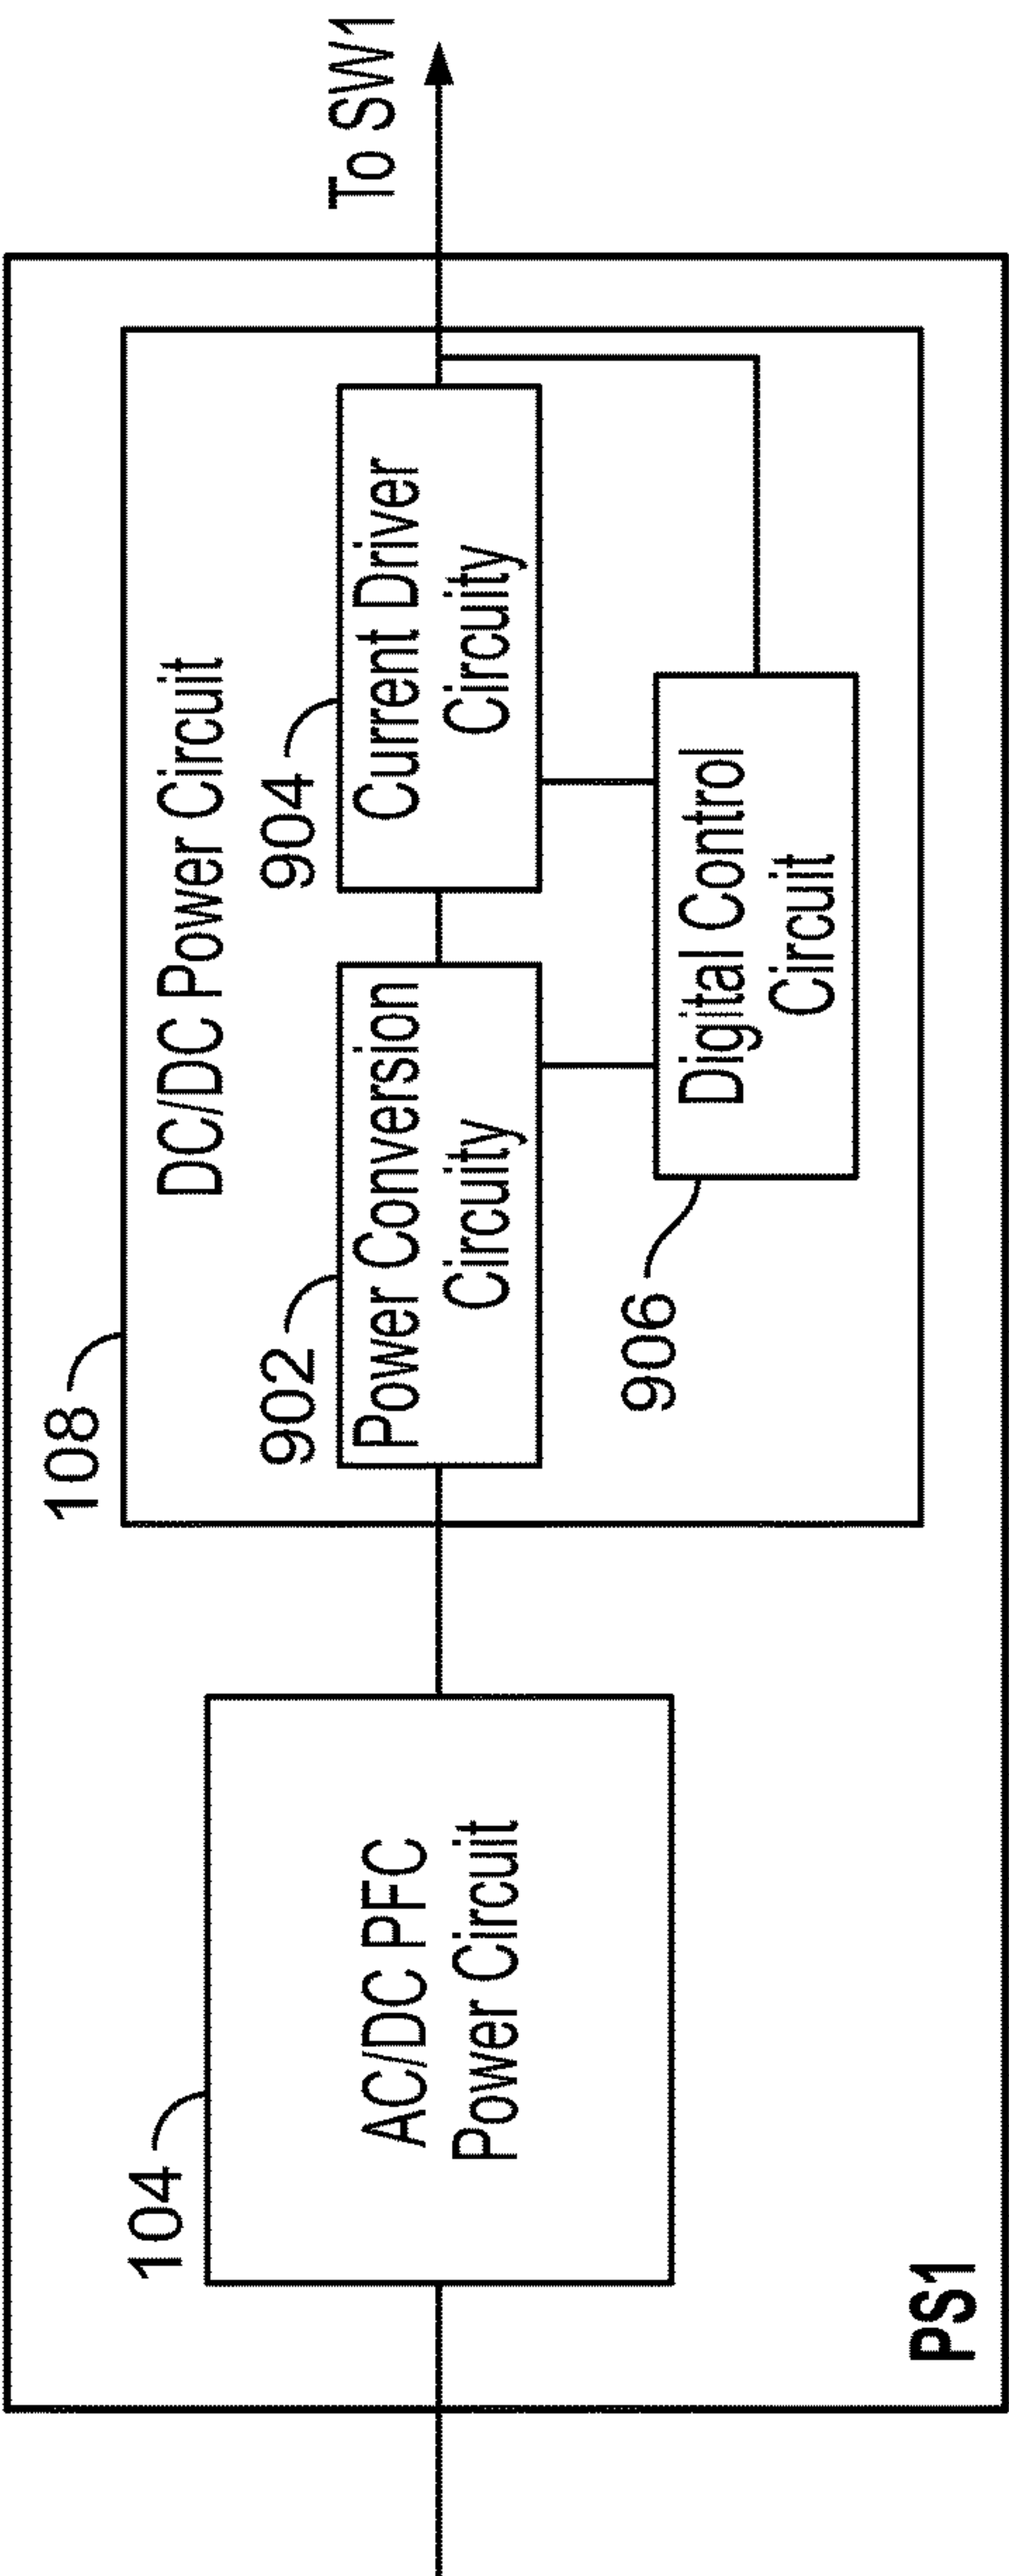 108
DC/DC Power Circuit
902
904
To SW1
104
AC/DC PFC
Power Circuit
Power Conversion
Circuity
Current Driver
Circuity
906
Digital Control
Circuit
PS1